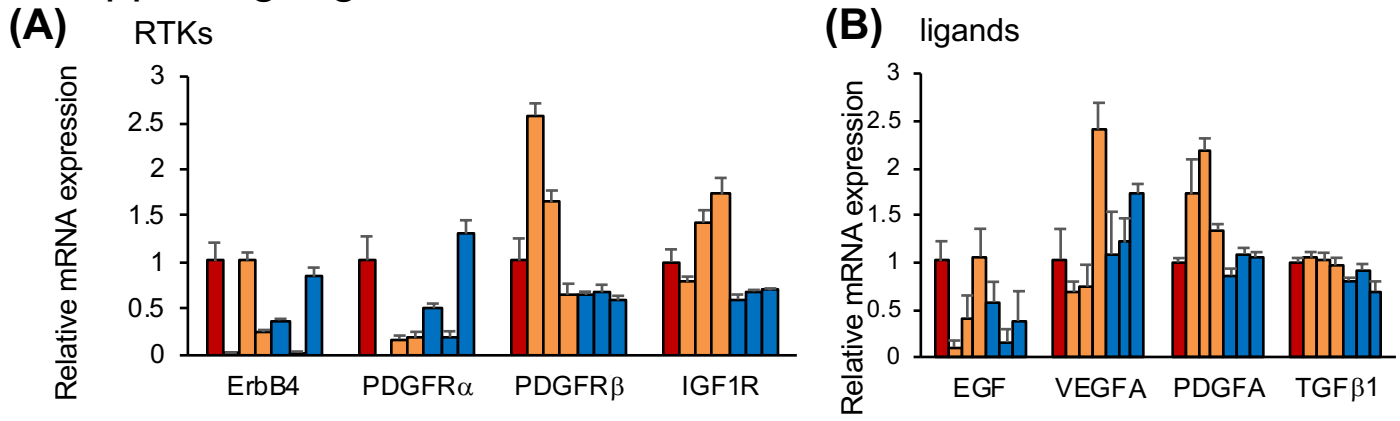 (A) RTKs
Relative mRNA expression
3
2.5
2
1.5
1
0.5
0
ErbB4 PDGFRα PDGFRβ IGF1R
(B) ligands
Relative mRNA expression
3
2.5
2
1.5
1
0.5
0
EGF VEGFA PDGFA TGFβ1